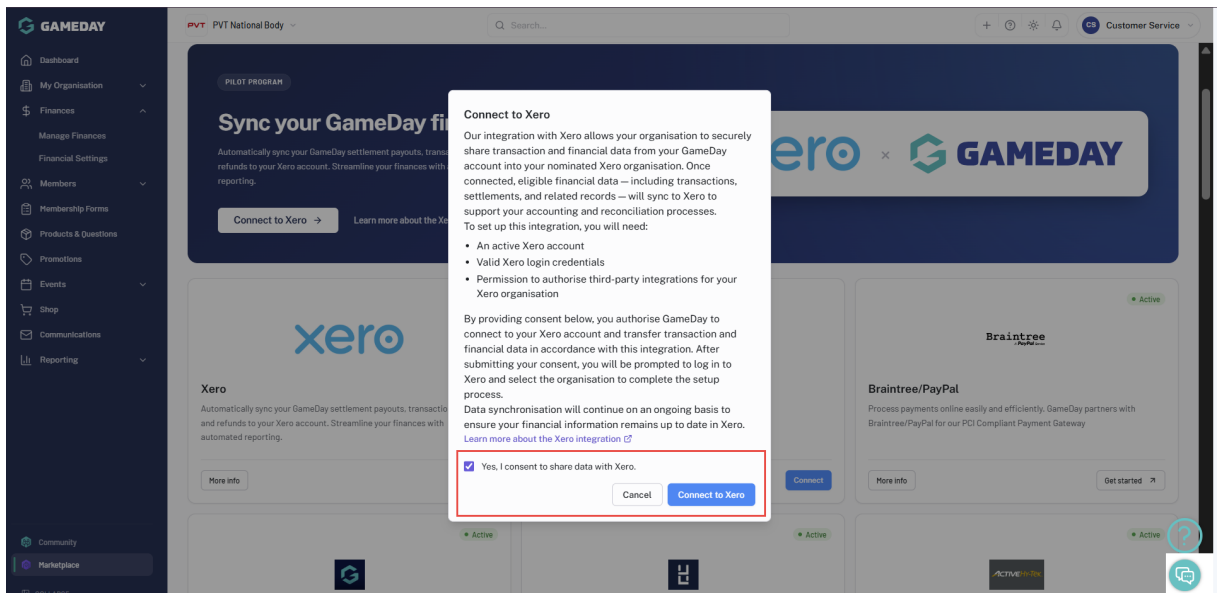 GAMEDAY
PVT PVT National Body
Search...
CS Customer Service
Dashboard
My Organisation
Finances
Manage Finances
Financial Settings
Members
Membership Forms
Products & Questions
Promotions
Events
Shop
Communications
Reporting
Community
Marketplace
PILOT PROGRAM
Sync your GameDay fi
Automatically sync your GameDay settlement payouts, transa
refunds to your Xero account. Streamline your finances with
reporting.
Connect to Xero →
Learn more about the Xe
ero × GAMEDAY
Connect to Xero
Our integration with Xero allows your organisation to securely
share transaction and financial data from your GameDay
account into your nominated Xero organisation. Once
connected, eligible financial data — including transactions,
settlements, and related records — will sync to Xero to
support your accounting and reconciliation processes.
To set up this integration, you will need:
• An active Xero account
• Valid Xero login credentials
• Permission to authorise third-party integrations for your
Xero organisation
By providing consent below, you authorise GameDay to
connect to your Xero account and transfer transaction and
financial data in accordance with this integration. After
submitting your consent, you will be prompted to log in to
Xero and select the organisation to complete the setup
process.
Data synchronisation will continue on an ongoing basis to
ensure your financial information remains up to date in Xero.
Learn more about the Xero integration
Yes, I consent to share data with Xero.
Cancel
Connect to Xero
xero
Xero
Automatically sync your GameDay settlement payouts, transactio
and refunds to your Xero account. Streamline your finances with
automated reporting.
More info
Connect
Active
Braintree
Braintree/PayPal
Process payments online easily and efficiently. GameDay partners with
Braintree/PayPal for our PCI Compliant Payment Gateway
More info
Get started
Active
Active
Active